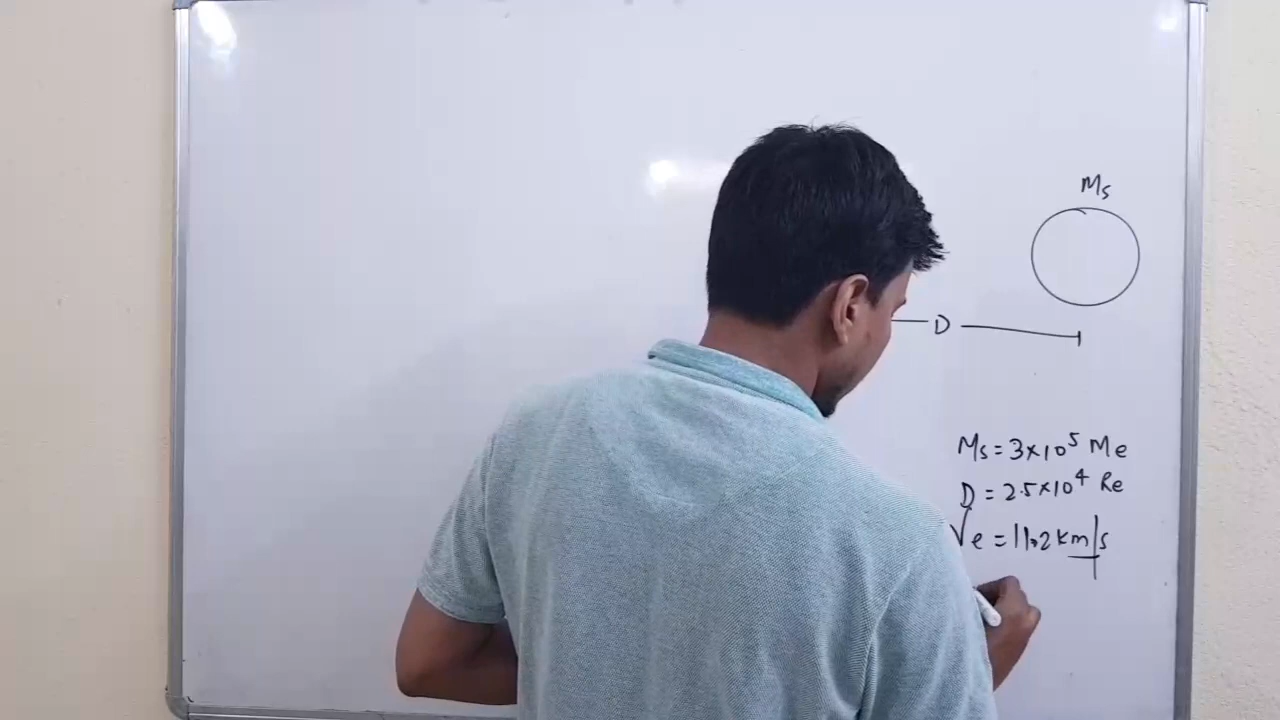 Ms
D
Ms = 3×10⁵ Me
D = 2.5×10⁴ Re
Ve = 11.2 km/s